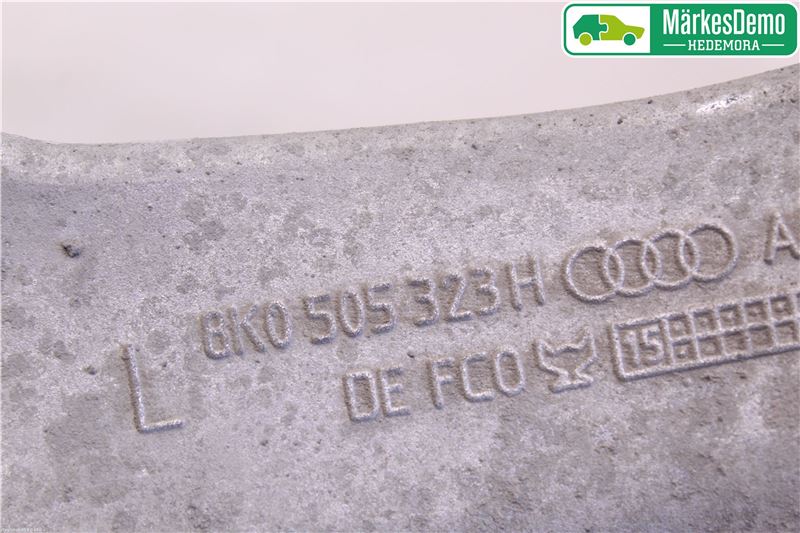 MärkesDemo
HEDEMORA
8K0 505 323 H A
L
DE FCO 15